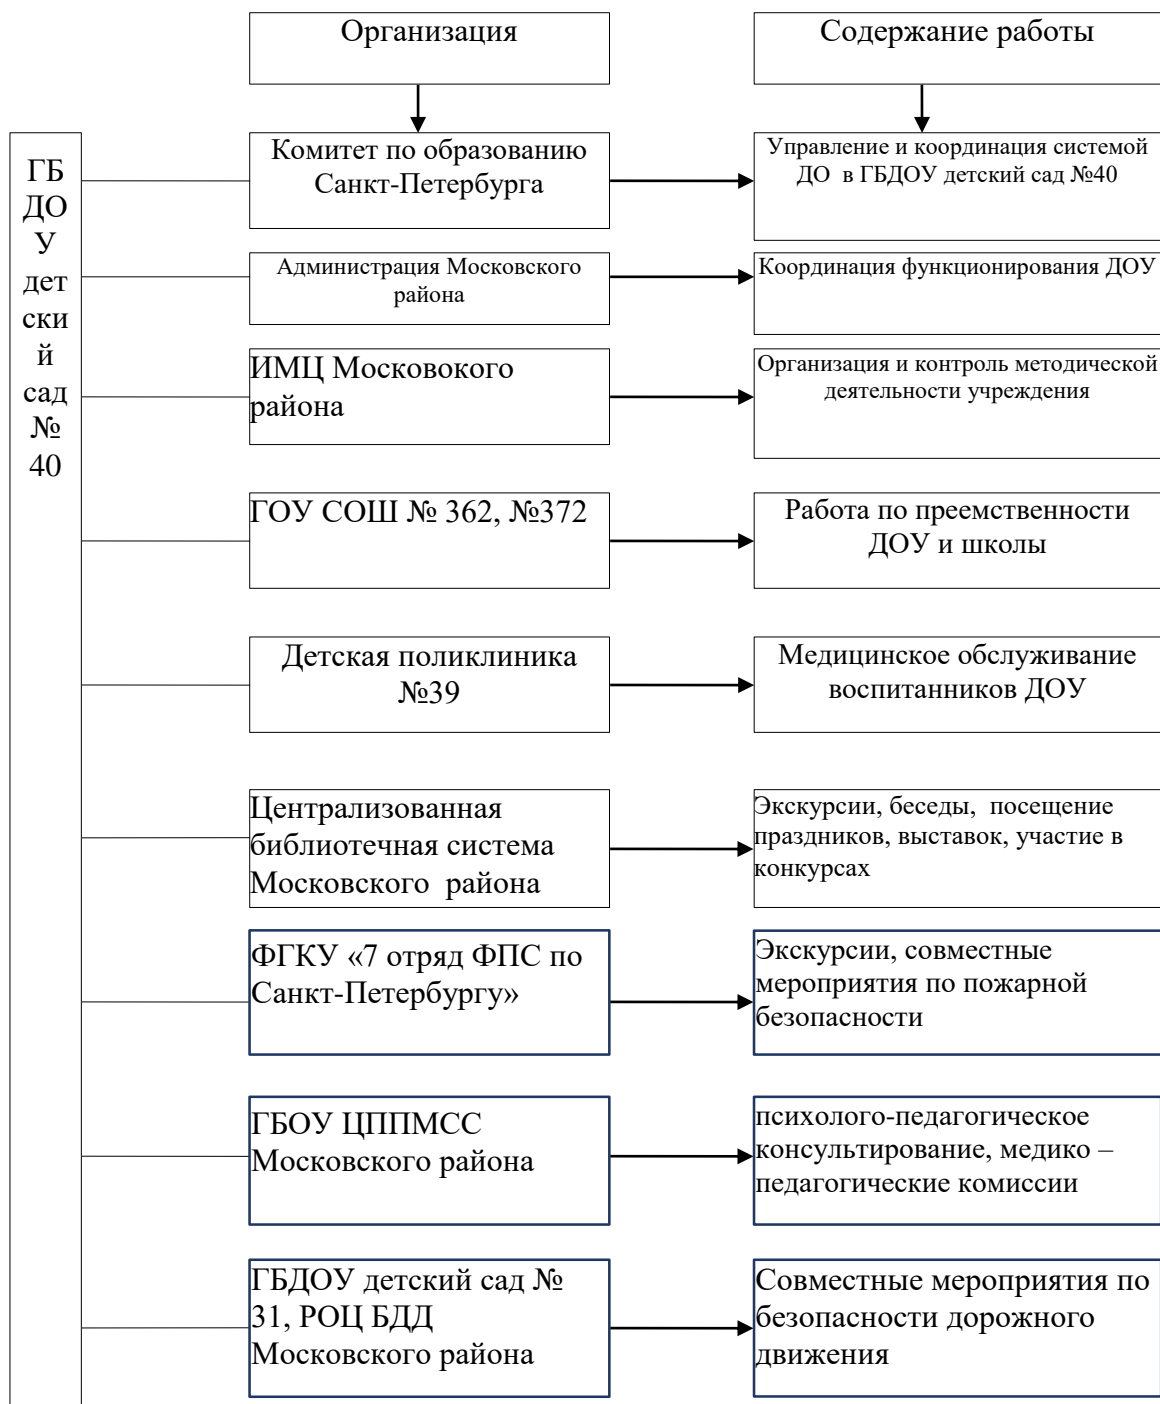 Организация
Содержание работы
ГБ
ДО
У
дет
ски
й
сад
№
40
Комитет по образованию
Санкт-Петербурга
Управление и координация системой
ДО в ГБДОУ детский сад №40
Администрация Московского
района
Координация функционирования ДОУ
ИМЦ Московокого
района
Организация и контроль методической
деятельности учреждения
ГОУ СОШ № 362, №372
Работа по преемственности
ДОУ и школы
Детская поликлиника
№39
Медицинское обслуживание
воспитанников ДОУ
Централизованная
библиотечная система
Московского района
Экскурсии, беседы, посещение
праздников, выставок, участие в
конкурсах
ФГКУ «7 отряд ФПС по
Санкт-Петербургу»
Экскурсии, совместные
мероприятия по пожарной
безопасности
ГБОУ ЦППМСС
Московского района
психолого-педагогическое
консультирование, медико –
педагогические комиссии
ГБДОУ детский сад №
31, РОЦ БДД
Московского района
Совместные мероприятия по
безопасности дорожного
движения